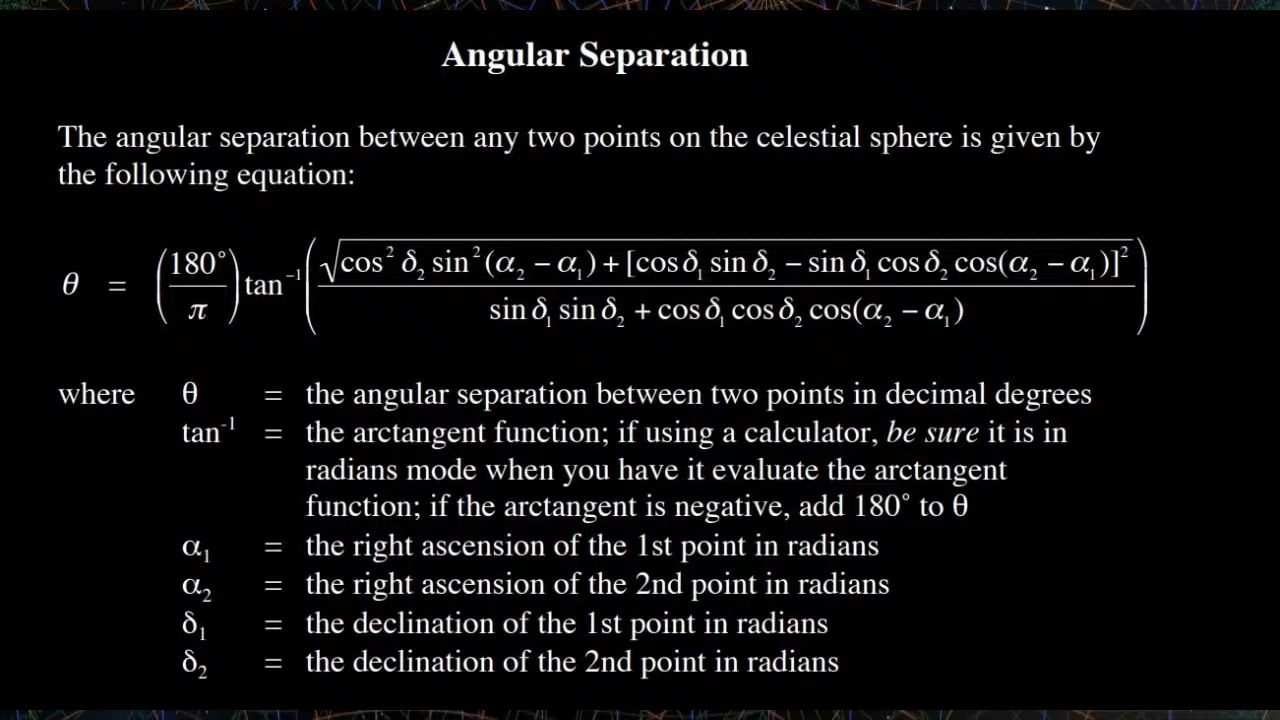 Angular Separation
The angular separation between any two points on the celestial sphere is given by
the following equation:
θ = (180°/π) tan⁻¹(√(cos² δ₂ sin²(α₂ − α₁) + [cos δ₁ sin δ₂ − sin δ₁ cos δ₂ cos(α₂ − α₁)]²) / (sin δ₁ sin δ₂ + cos δ₁ cos δ₂ cos(α₂ − α₁)))
where θ = the angular separation between two points in decimal degrees
tan⁻¹ = the arctangent function; if using a calculator, be sure it is in
radians mode when you have it evaluate the arctangent
function; if the arctangent is negative, add 180° to θ
α₁ = the right ascension of the 1st point in radians
α₂ = the right ascension of the 2nd point in radians
δ₁ = the declination of the 1st point in radians
δ₂ = the declination of the 2nd point in radians